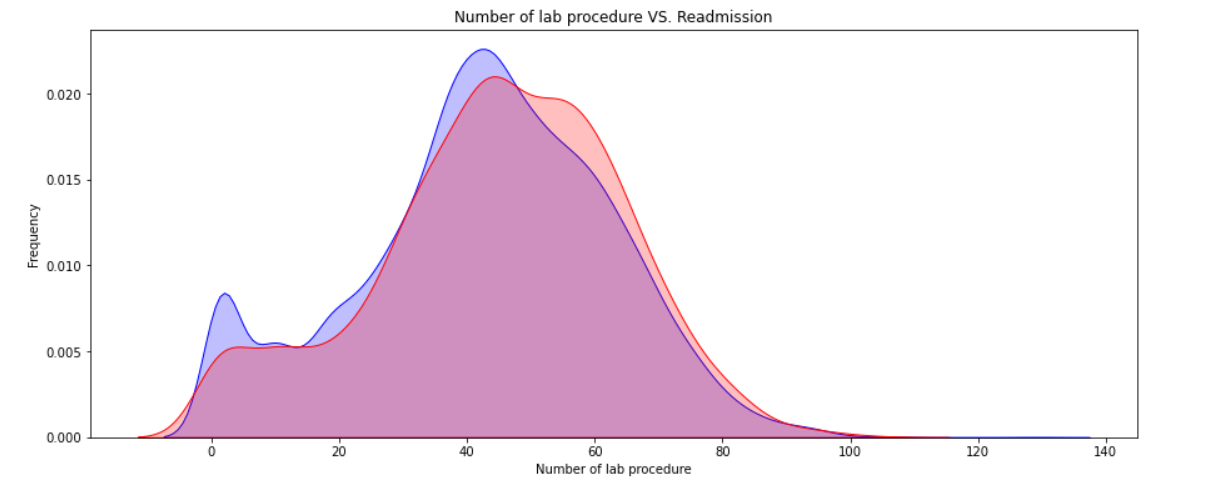 Number of lab procedure VS. Readmission
0.020
0.015
0.010
0.005
0.000
Frequency
0 20 40 60 80 100 120 140
Number of lab procedure